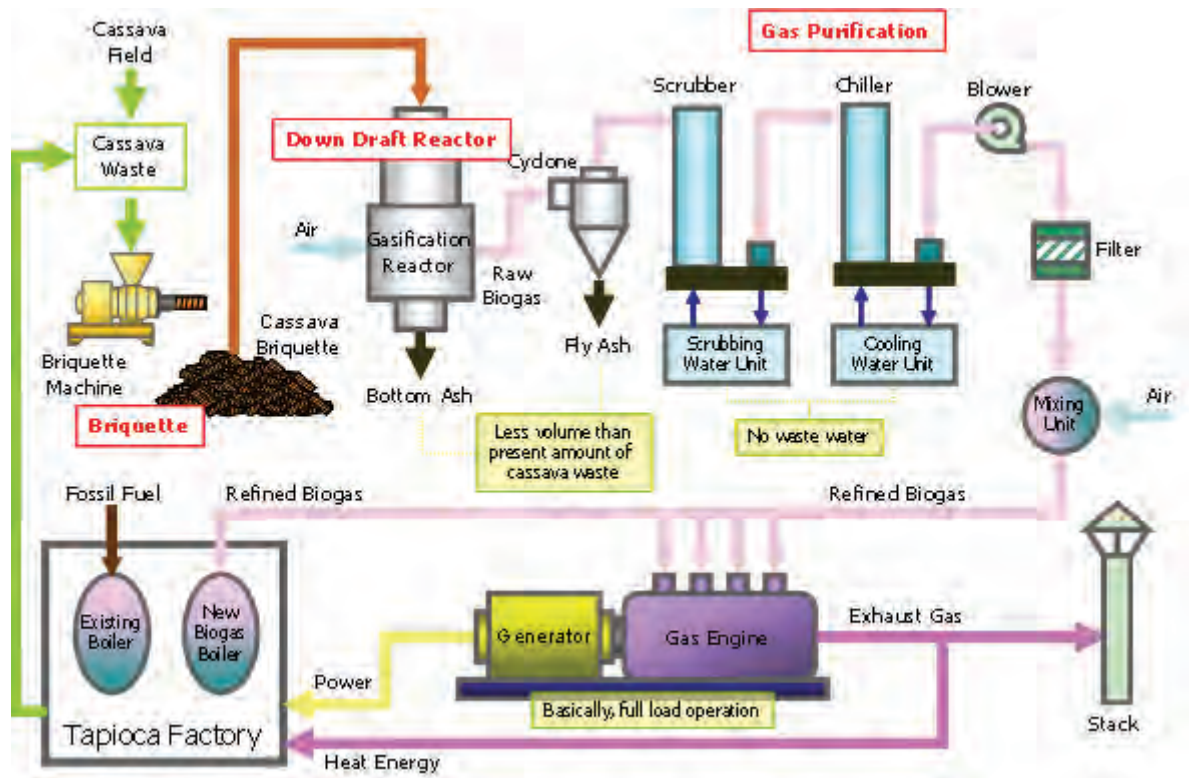 Cassava
Field
Cassava
Waste
Briquette
Machine
Briquette
Cassava
Briquette
Down Draft Reactor
Air
Gasification
Reactor
Bottom Ash
Raw
Biogas
Cyclone
Fly Ash
Less volume than
present amount of
cassava waste
Gas Purification
Scrubber
Scrubbing
Water Unit
Chiller
Cooling
Water Unit
No waste water
Blower
Filter
Mixing
Unit
Air
Refined Biogas
Refined Biogas
Fossil Fuel
Existing
Boiler
New
Biogas
Boiler
Tapioca Factory
Power
Generator
Gas Engine
Basically, full load operation
Exhaust Gas
Heat Energy
Stack